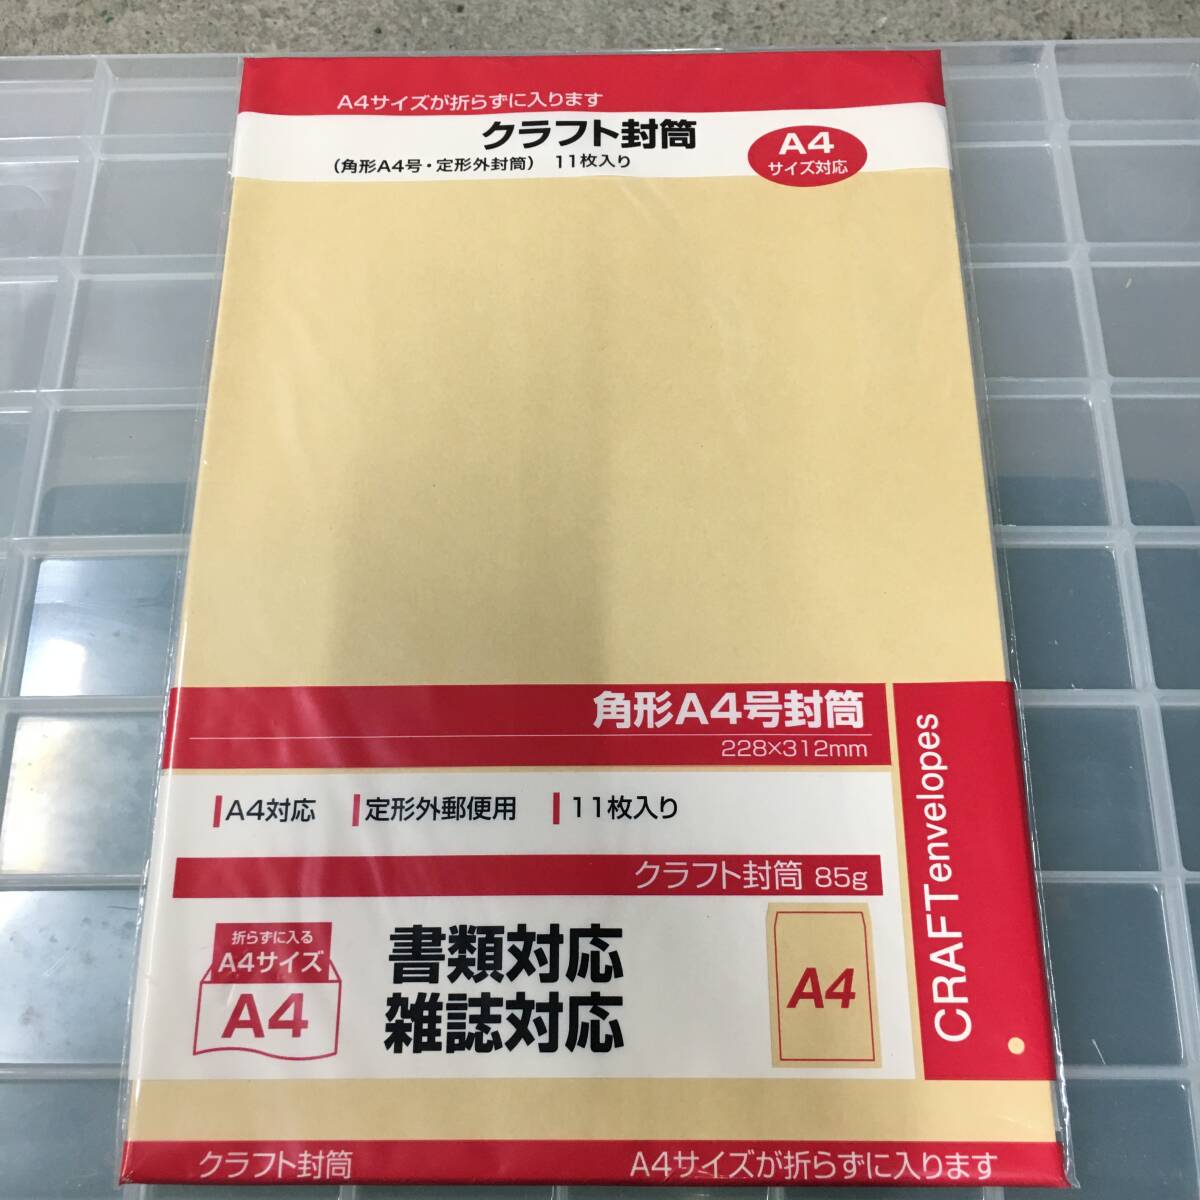 A4サイズが折らずに入ります
クラフト封筒
（角形A4号・定形外封筒） 11枚入り
A4
サイズ対応
角形A4号封筒
228×312mm
A4対応
定形外郵便用
11枚入り
クラフト封筒 85g
折らずに入る
A4サイズ
A4
書類対応
雑誌対応
A4
CRAFTenvelopes
クラフト封筒
A4サイズが折らずに入ります